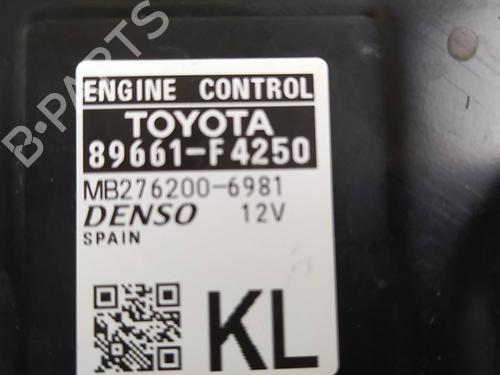 B-PARTS
ENGINE CONTROL
TOYOTA
89661-F4250
MB276200-6981
DENSO 12V
SPAIN
KL